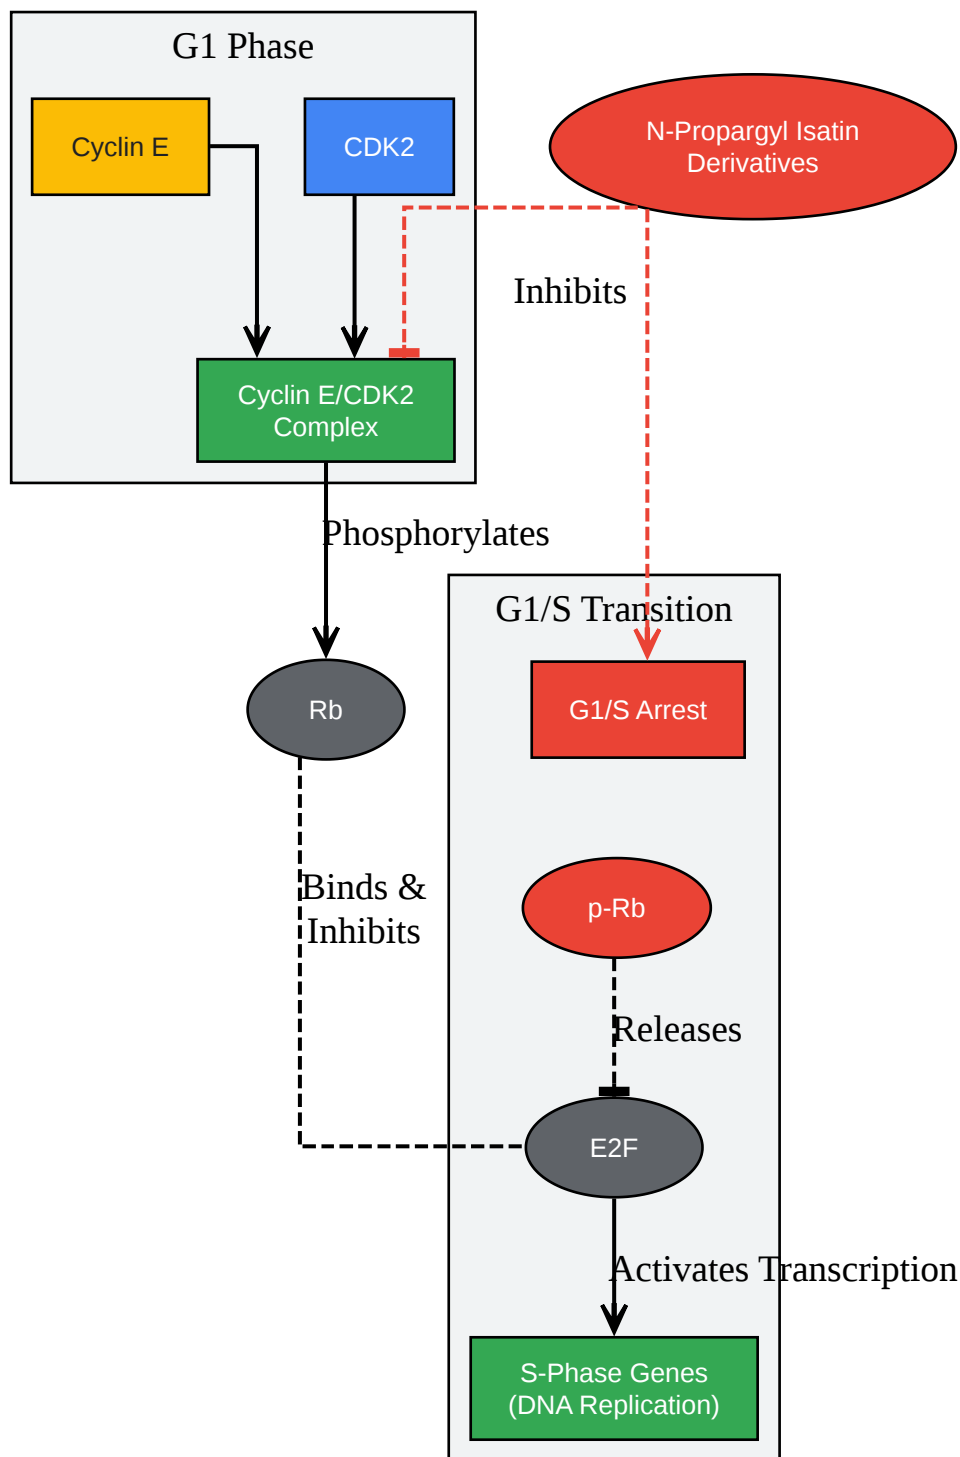 G1 Phase
Cyclin E
CDK2
N-Propargyl Isatin
Derivatives
Inhibits
Cyclin E/CDK2
Complex
Phosphorylates
G1/S Transition
Rb
G1/S Arrest
Binds &
Inhibits
p-Rb
Releases
E2F
Activates Transcription
S-Phase Genes
(DNA Replication)